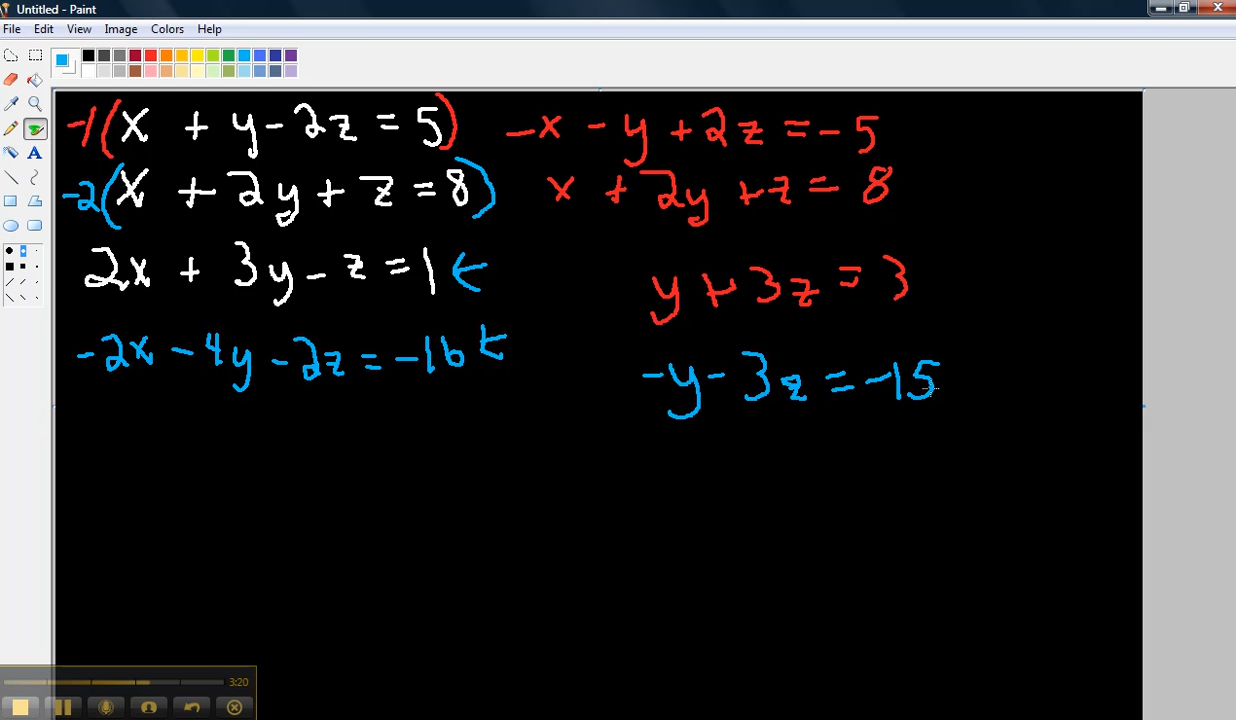 Untitled - Paint
File Edit View Image Colors Help
-1(x + y - 2z = 5)
-2(x + 2y + z = 8)
2x + 3y - z = 1 ←
-2x - 4y - 2z = -16 ←
-x - y + 2z = -5
x + 2y + z = 8
y + 3z = 3
-y - 3z = -15
3:20